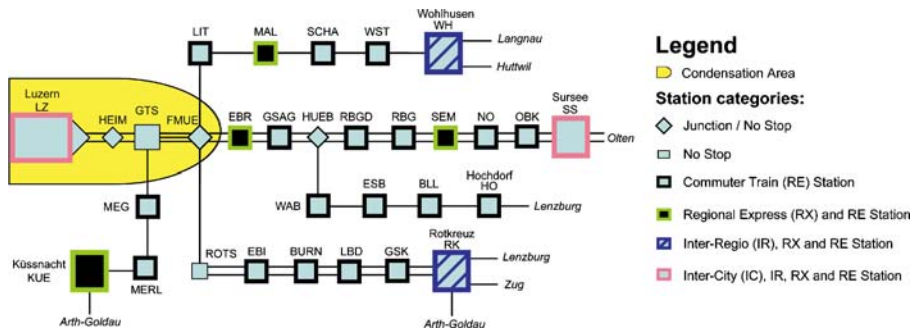 Wohlhusen
WH
LIT
MAL
SCHA
WST
Langnau
Huttwil
Luzern
LZ
HEIM
GTS
FMUE
EBR
GSAG
HUEB
RBGD
RBG
SEM
NO
OBK
Sursee
SS
Olten
MEG
WAB
ESB
BLL
Hochdorf
HO
Lenzburg
Küssnacht
KUE
MERL
Arth-Goldau
ROTS
EBI
BURN
LBD
GSK
Rotkreuz
RK
Lenzburg
Zug
Arth-Goldau
Legend
Condensation Area
Station categories:
Junction / No Stop
No Stop
Commuter Train (RE) Station
Regional Express (RX) and RE Station
Inter-Regio (IR), RX and RE Station
Inter-City (IC), IR, RX and RE Station